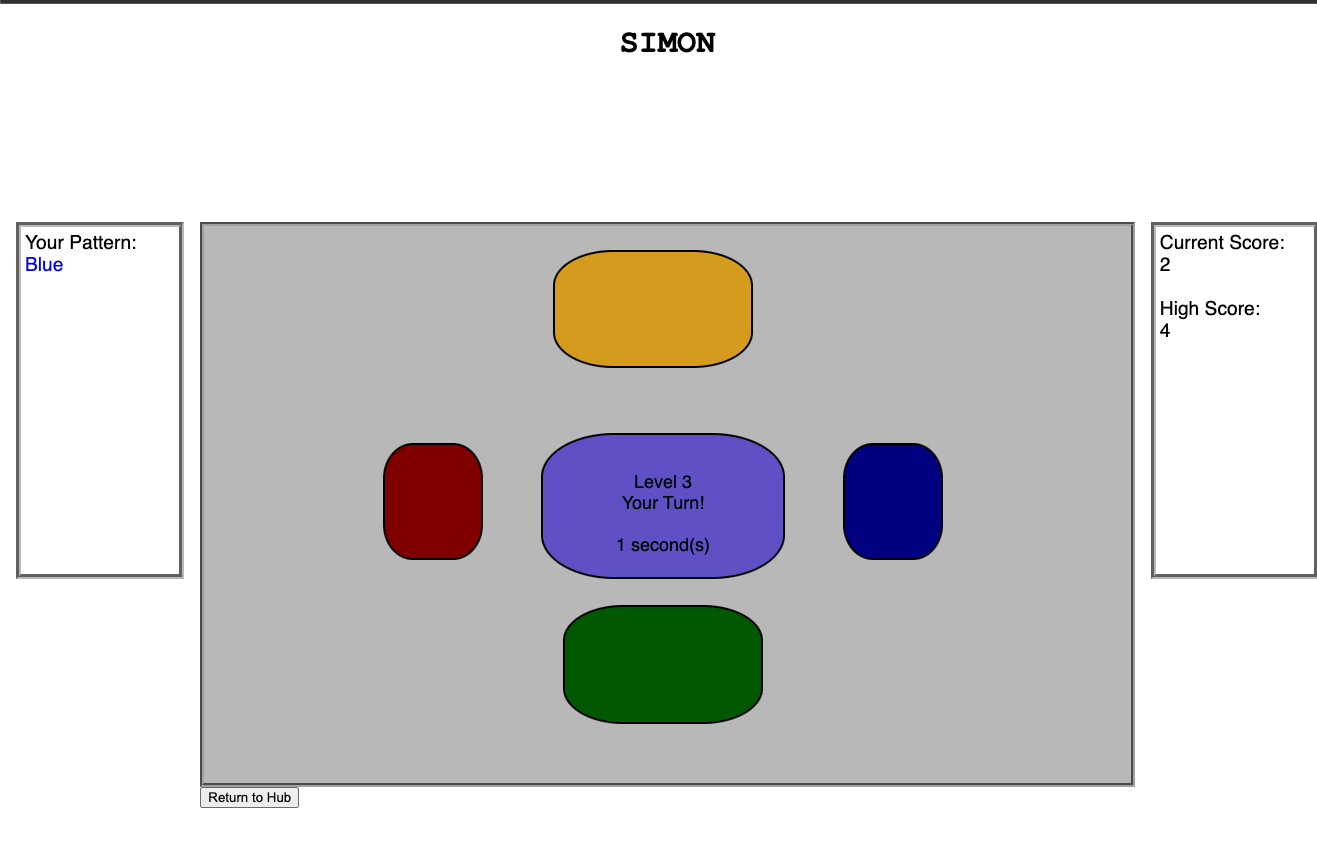 SIMON
Your Pattern:
Blue
Level 3
Your Turn!
1 second(s)
Current Score:
2
High Score:
4
Return to Hub